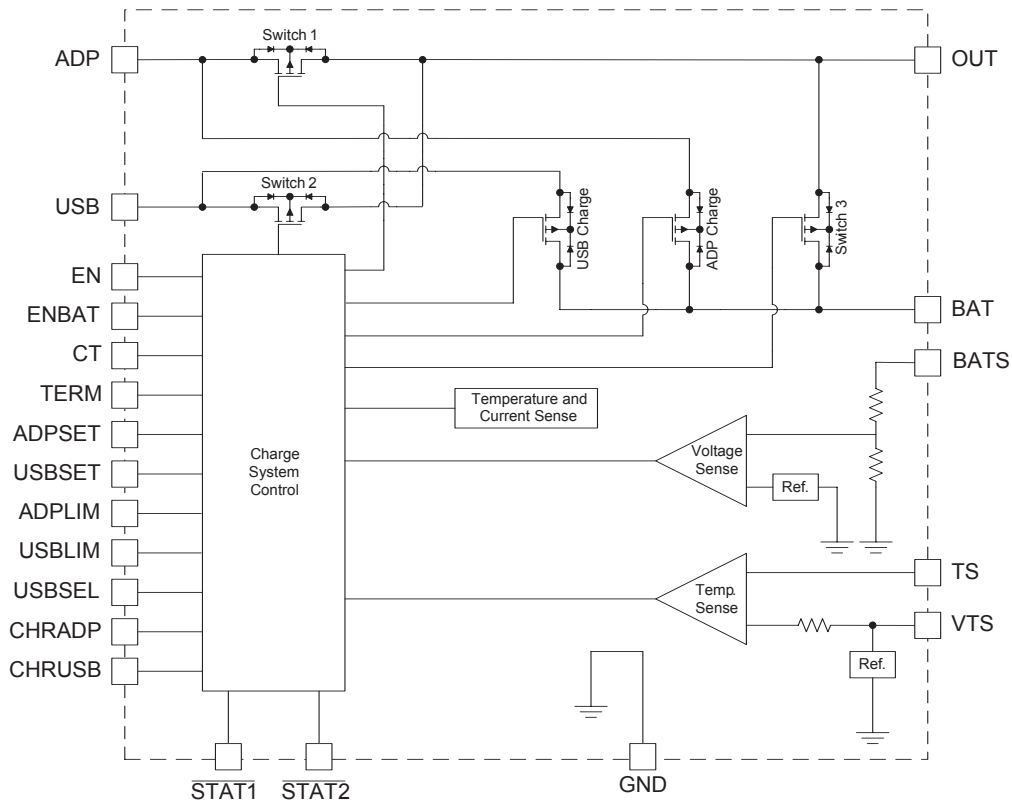 Switch 1
ADP
OUT
Switch 2
USB
USB Charge
ADP Charge
Switch 3
EN
ENBAT
BAT
CT
BATS
TERM
Temperature and
Current Sense
ADPSET
USBSET
Charge
System
Control
Voltage
Sense
Ref.
ADPLIM
USBLIM
USBSEL
TS
Temp.
Sense
CHRADP
VTS
CHRUSB
Ref.
STAT1
STAT2
GND